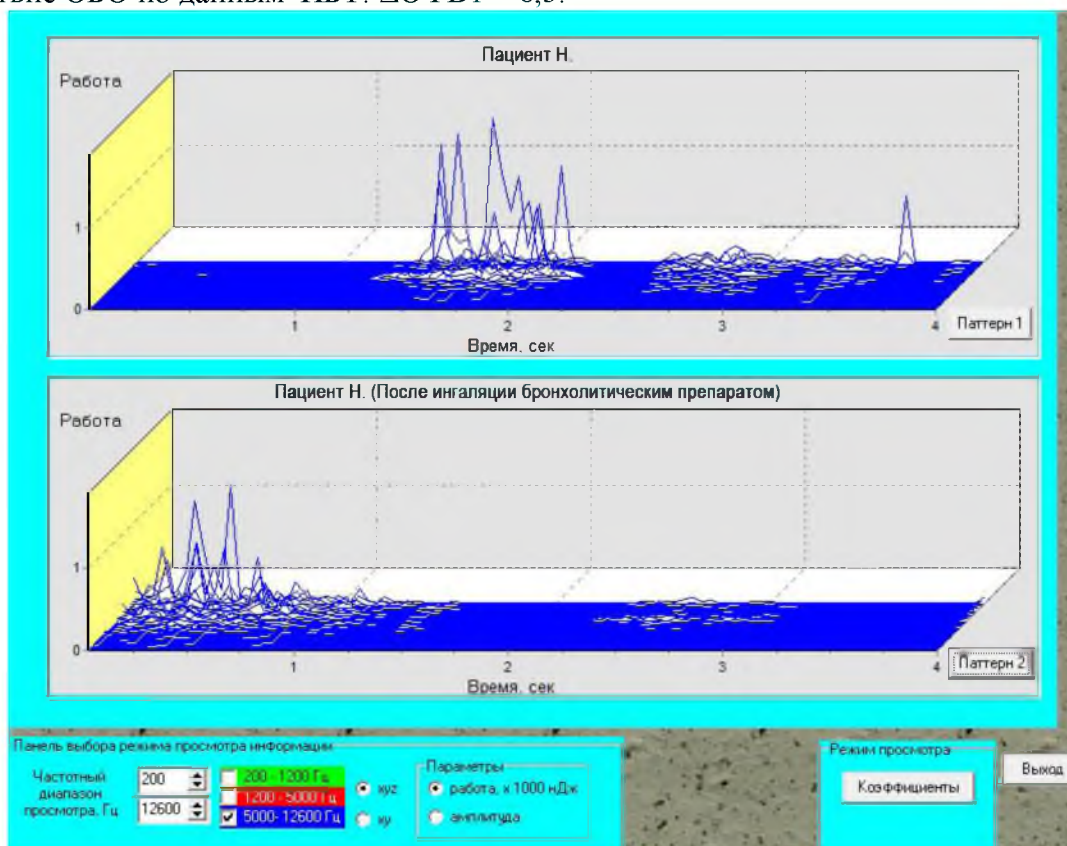 ОБО по данным
Пациент Н.
Работа
1
0
1 2 3 4
Время, сек
Паттерн 1
Пациент Н. (После ингаляции бронхолитическим препаратом)
Работа
1
0
1 2 3 4
Время, сек
Паттерн 2
Панель выбора режима просмотра информации
Частотный диапазон просмотра, Гц
200
12600
200 - 1200 Гц
1200 - 5000 Гц
5000- 12600 Гц
xyz
xy
Параметры
работа, х 1000 нДж
амплитуда
Режим просмотра
Коэффициенты
Выход